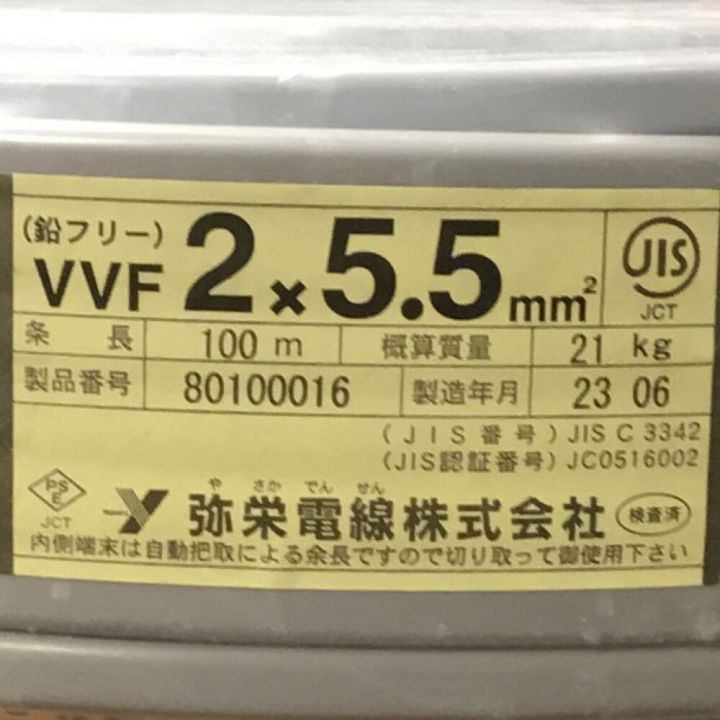 (鉛フリー)
VVF 2×5.5mm²
JIS
JCT
条長 100 m 概算質量 21 kg
製品番号 80100016 製造年月 23 06
(JIS番号) JIS C 3342
(JIS認証番号) JC0516002
PS
E
JCT
や さか でん せん
弥栄電線株式会社
検査済
内側端末は自動把取による余長ですので切り取って御使用下さい